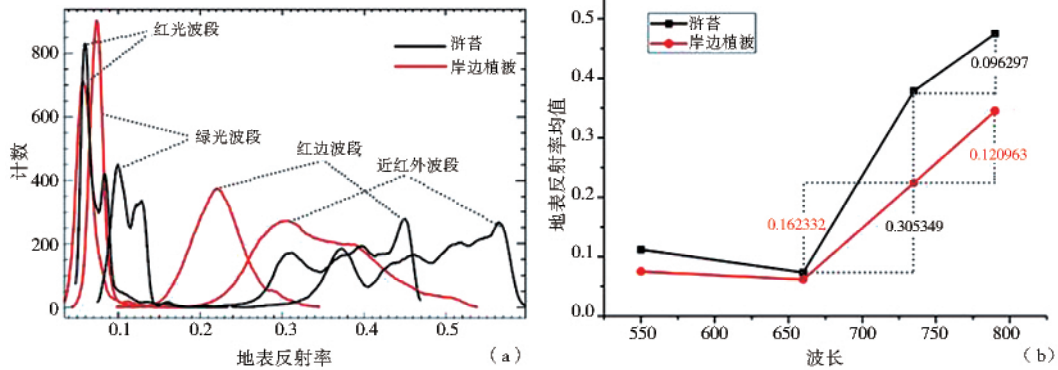 红光波段
浒苔
岸边植被
绿光波段
红边波段
近红外波段
计数
800
600
400
200
0
0.1
0.2
0.3
0.4
0.5
地表反射率
(a)
浒苔
岸边植被
0.096297
0.120963
0.162332
0.305349
地表反射率均值
0.5
0.4
0.3
0.2
0.1
0.0
550
600
650
700
750
800
波长
(b)